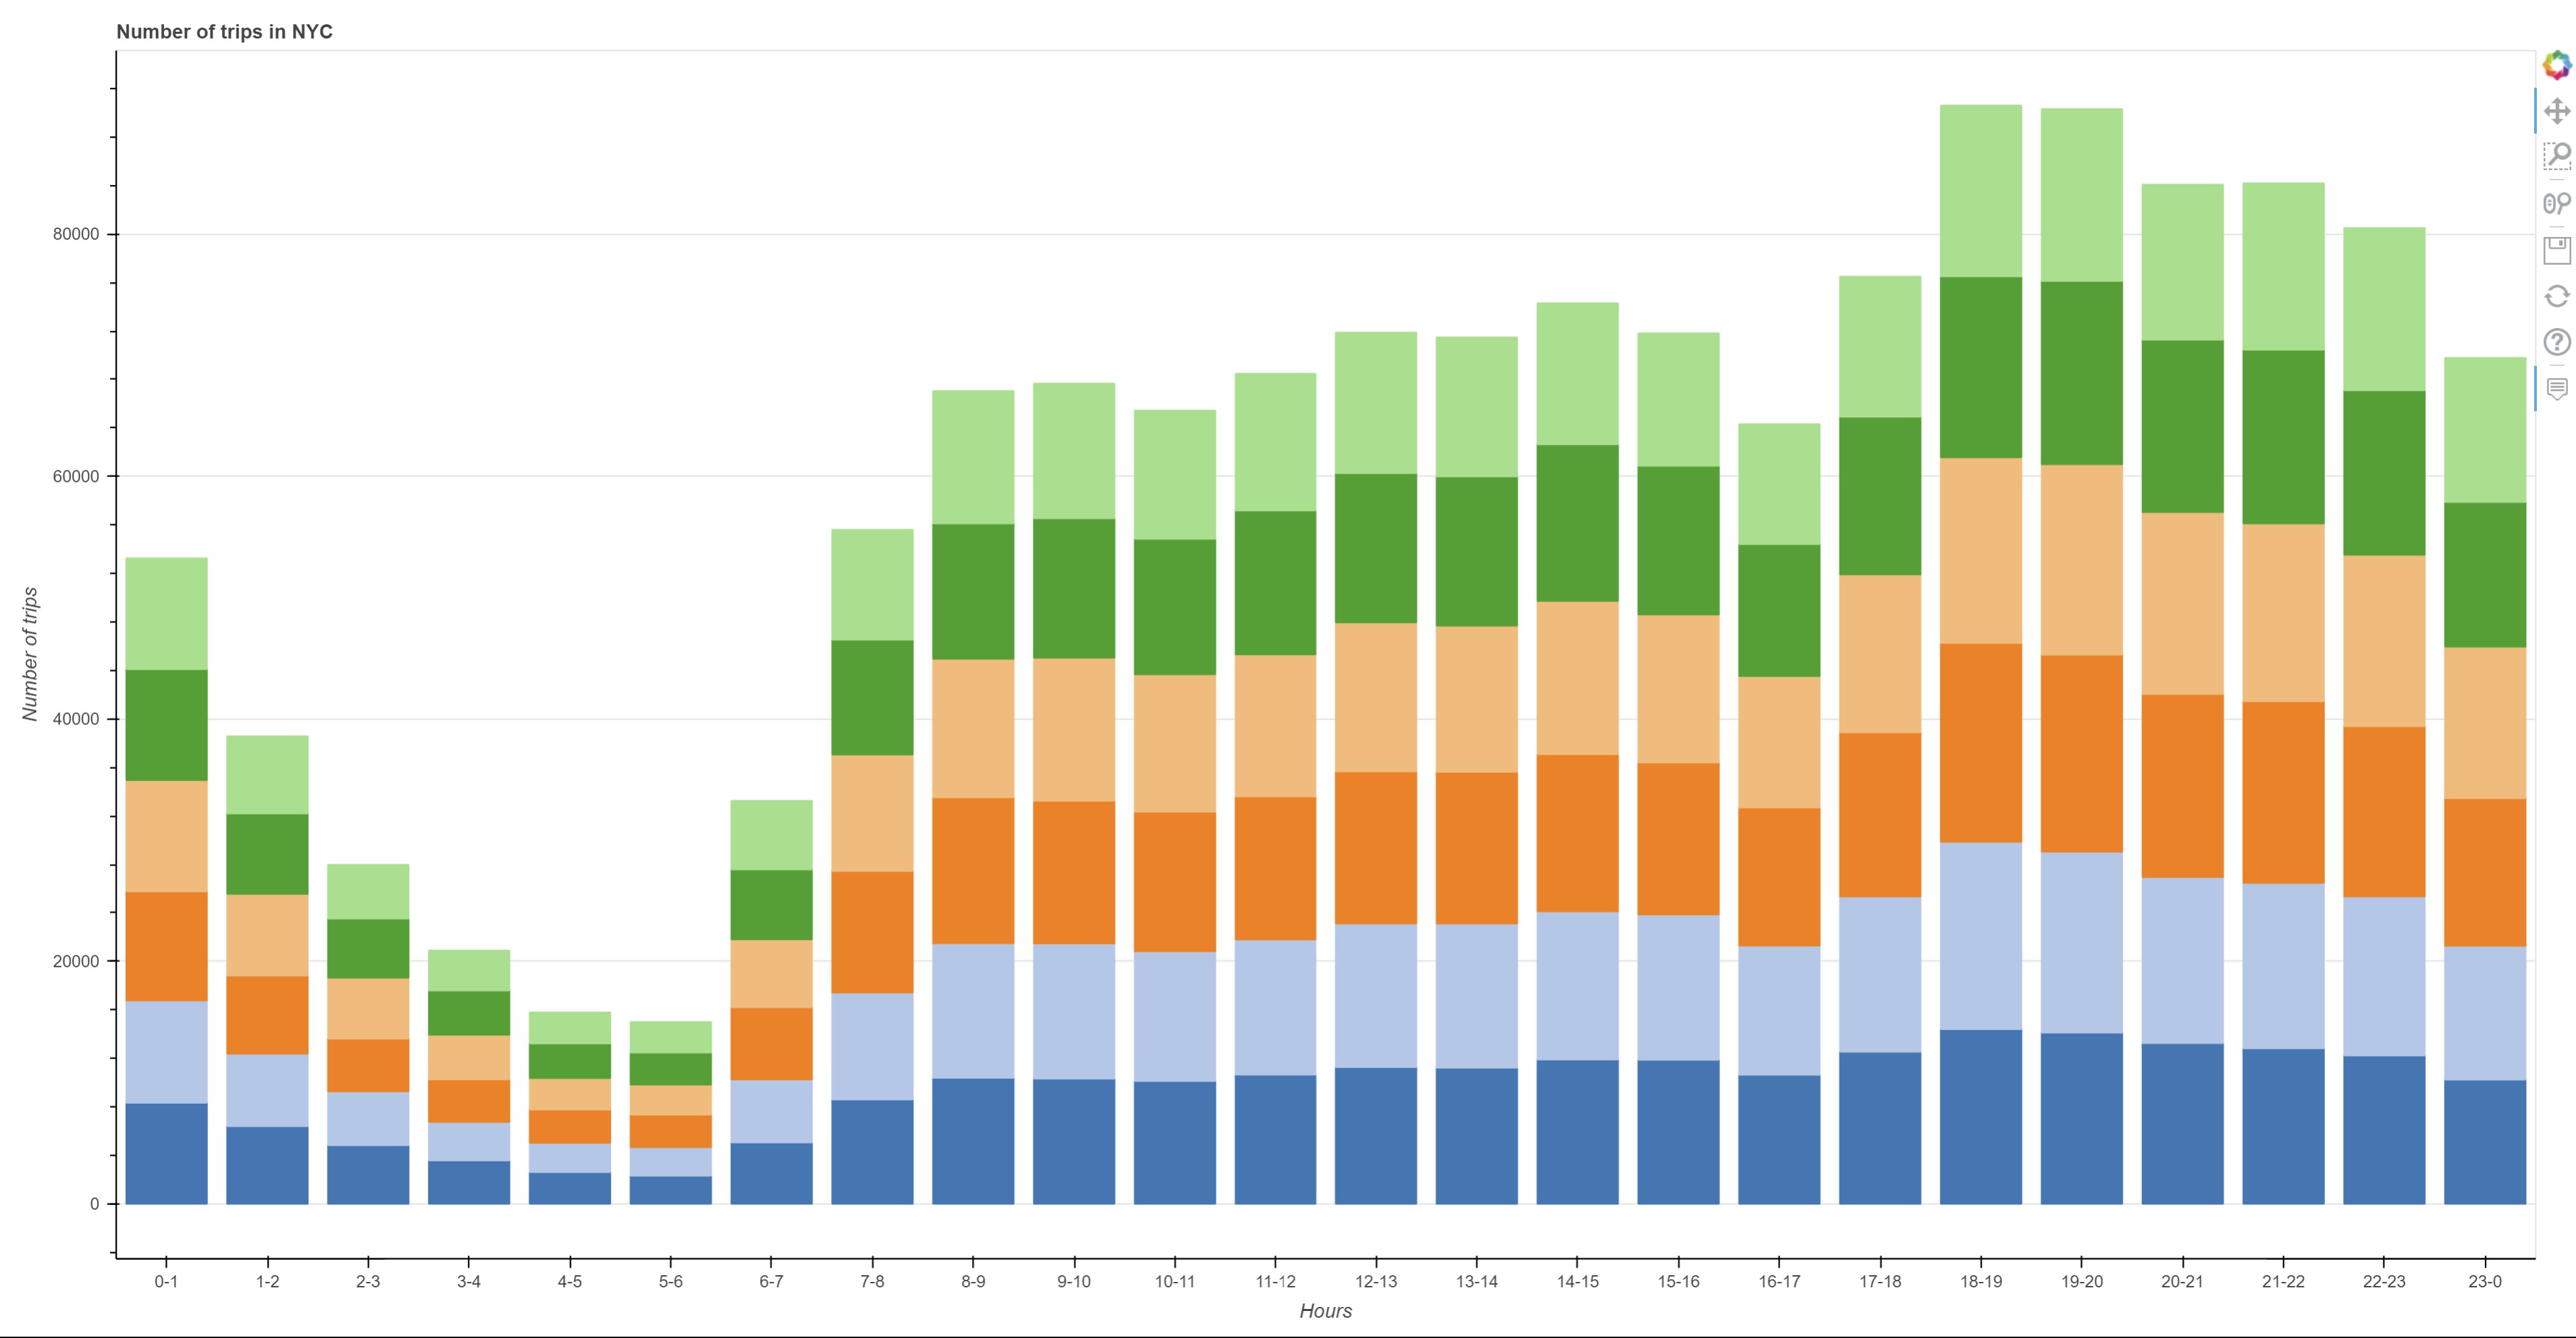 Number of trips in NYC
Number of trips
80000
60000
40000
20000
0
0-1 1-2 2-3 3-4 4-5 5-6 6-7 7-8 8-9 9-10 10-11 11-12 12-13 13-14 14-15 15-16 16-17 17-18 18-19 19-20 20-21 21-22 22-23 23-0
Hours